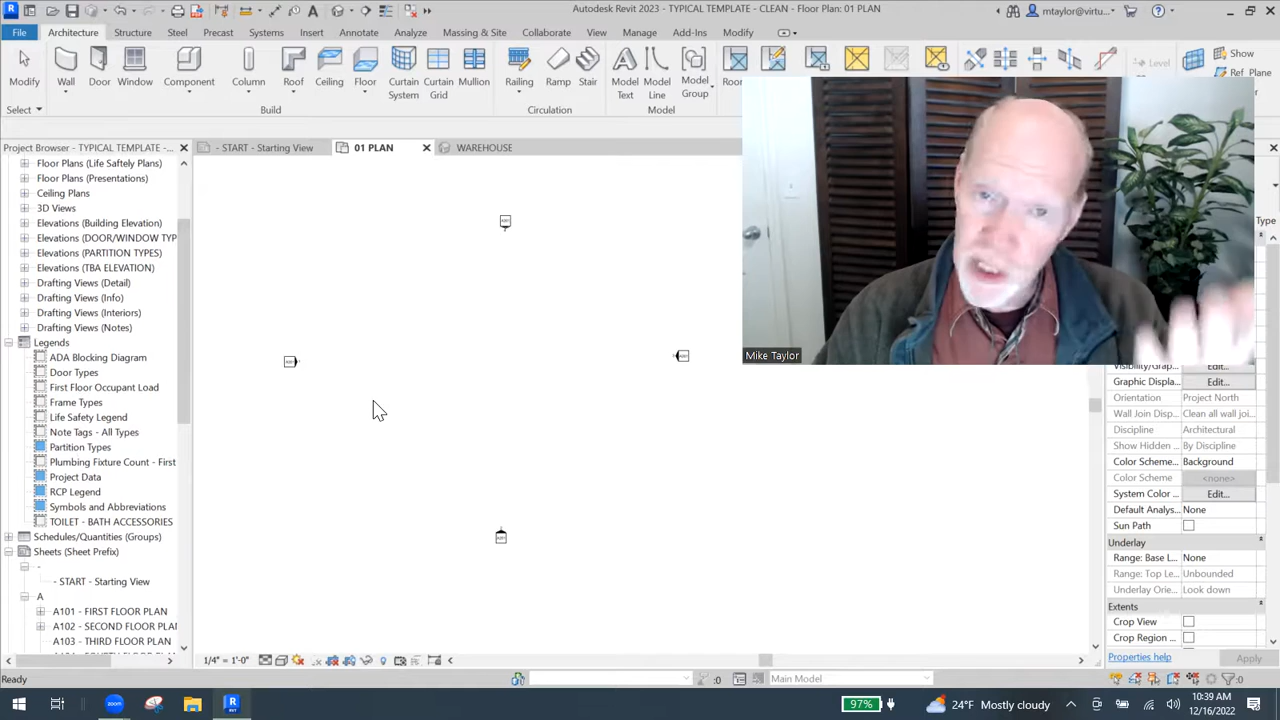 Autodesk Revit 2023 - TYPICAL TEMPLATE - CLEAN - Floor Plan: 01 PLAN
mtaylor@virtu...
File Architecture Structure Steel Precast Systems Insert Annotate Analyze Massing & Site Collaborate View Manage Add-Ins Modify
Modify Wall Door Window Component Column Roof Ceiling Floor Curtain System Curtain Grid Mullion Railing Ramp Stair Model Text Model Line Model Group Level Show
Ref Plane
Select Build Circulation Model
Project Browser - TYPICAL TEMPLATE -...
- START - Starting View
01 PLAN
WAREHOUSE
Floor Plans (Life Saftely Plans)
Floor Plans (Presentations)
Ceiling Plans
3D Views
Elevations (Building Elevation)
Elevations (DOOR/WINDOW TYP
Elevations (PARTITION TYPES)
Elevations (TBA ELEVATION)
Drafting Views (Detail)
Drafting Views (Info)
Drafting Views (Interiors)
Drafting Views (Notes)
Legends
ADA Blocking Diagram
Door Types
First Floor Occupant Load
Frame Types
Life Safety Legend
Note Tags - All Types
Partition Types
Plumbing Fixture Count - First
Project Data
RCP Legend
Symbols and Abbreviations
TOILET - BATH ACCESSORIES
Schedules/Quantities (Groups)
Sheets (Sheet Prefix)
-
- START - Starting View
A
A101 - FIRST FLOOR PLAN
A102 - SECOND FLOOR PLAN
A103 - THIRD FLOOR PLAN
Mike Taylor
Type
Visibility/Grap... Edit...
Graphic Displa... Edit...
Orientation Project North
Wall Join Disp... Clean all wall joi...
Discipline Architectural
Show Hidden ... By Discipline
Color Scheme... Background
Color Scheme <none>
System Color ... Edit...
Default Analys... None
Sun Path
Underlay
Range: Base L... None
Range: Top Le... Unbounded
Underlay Orie... Look down
Extents
Crop View
Crop Region ...
Properties help Apply
1/4" = 1'-0"
Ready
:0
Main Model
:0
97%
24°F Mostly cloudy
10:39 AM
12/16/2022